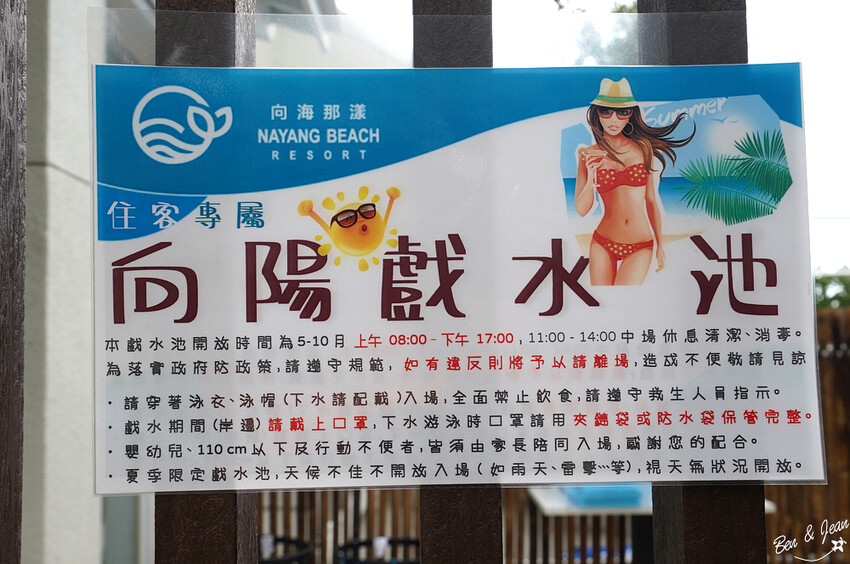 向海那漾
NAYANG BEACH
RESORT
Summer
住客專屬
向陽戲水池
本戲水池開放時間為5-10月 上午 08:00 - 下午 17:00 , 11:00 - 14:00 中場休息清潔、消毒。
為落實政府防政策,請遵守規範, 如有違反則將予以請離場,造成不便敬請見諒
· 請穿著泳衣、泳帽(下水請配載)入場,全面禁止飲食,請遵守救生人員指示。
· 戲水期間(岸邊)請載上口罩,下水游泳時口罩請用夾鏈袋或防水袋保管完整。
· 嬰幼兒、110 cm 以下及行動不便者,皆須由家長陪同入場,感謝您的配合。
· 夏季限定戲水池,天候不佳不開放入場(如雨天、雷擊...等),視天氣狀況開放。
Ben & Jean